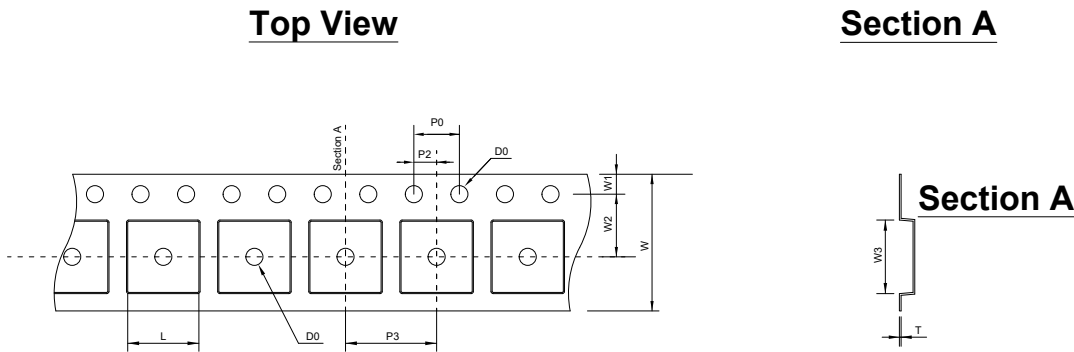 Top View
Section A
Section A
P0
P2
D0
W1
W2
W
Section A
W3
L
D0
P3
T